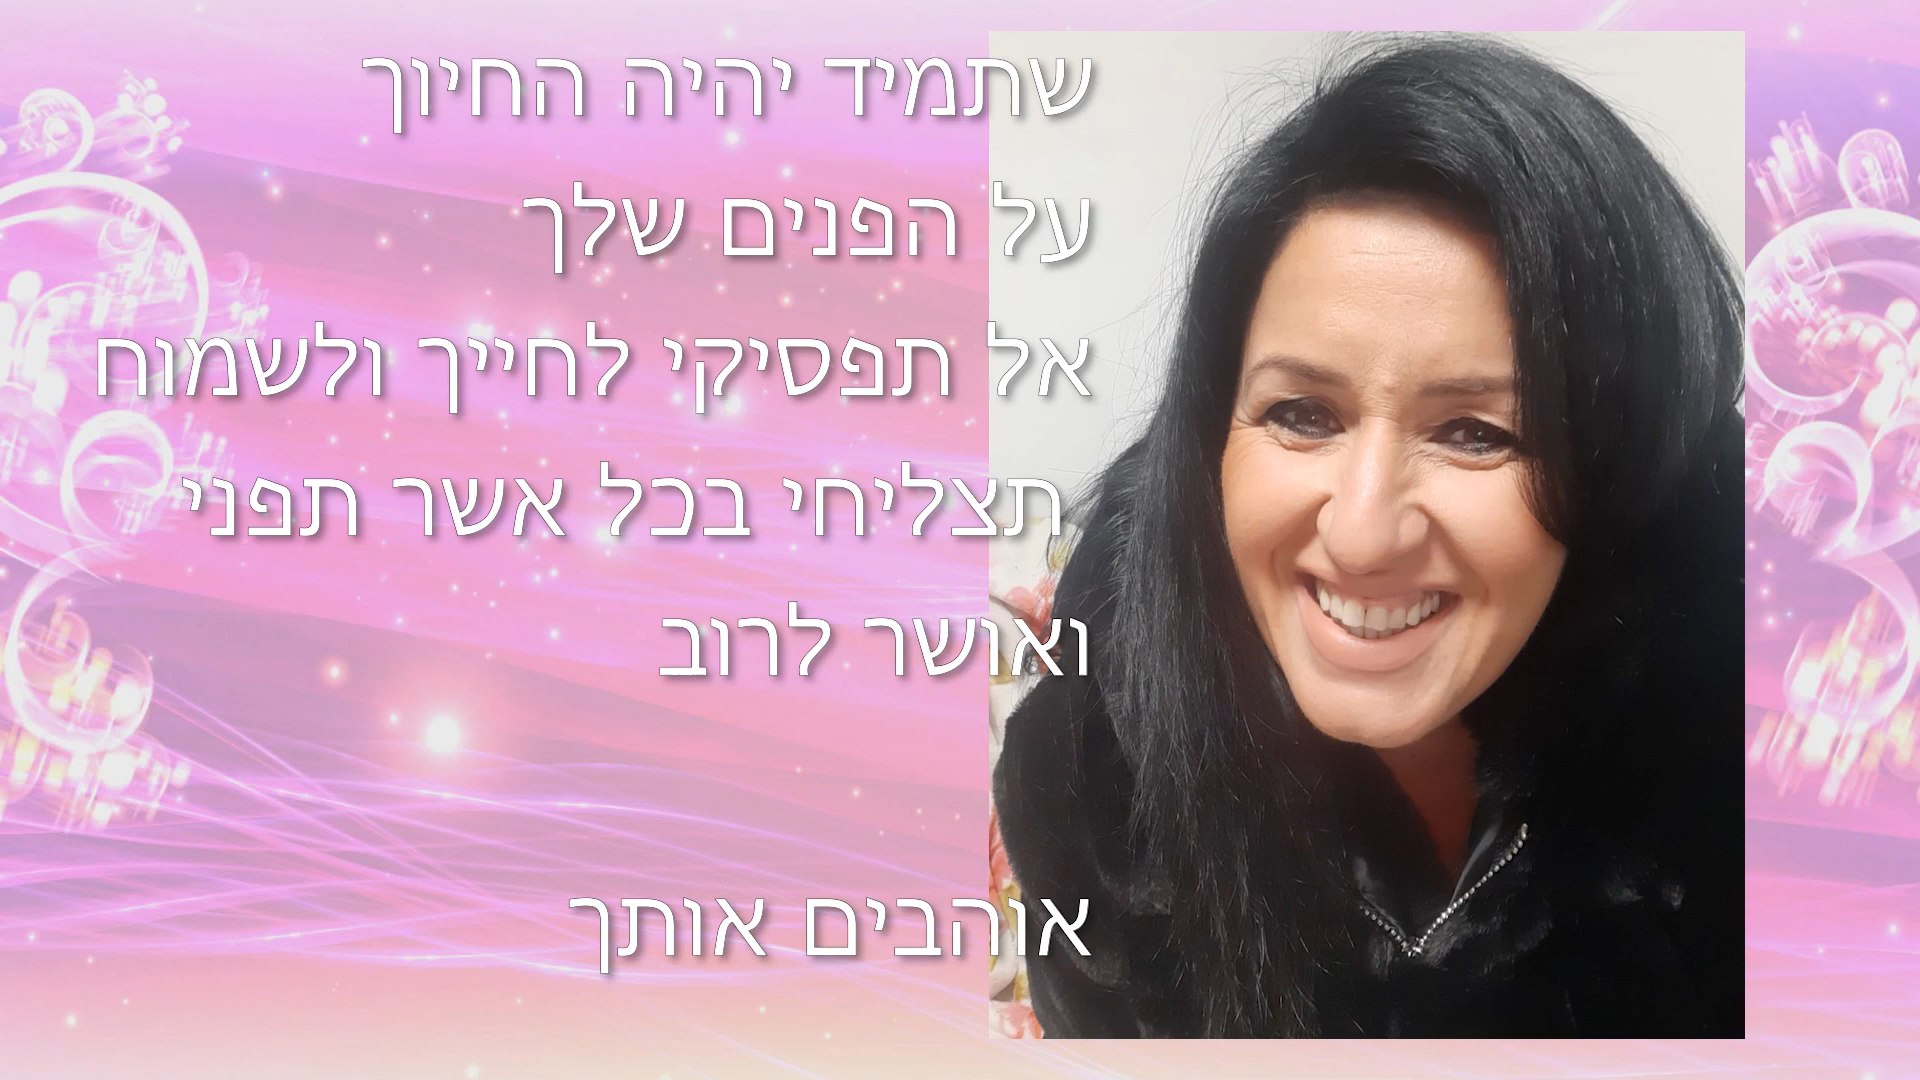 שתמיד יהיה החיוך
על הפנים שלך
אל תפסיקי לחייך ולשמוח
תצליחי בכל אשר תפני
ואושר לרוב
אוהבים אותך